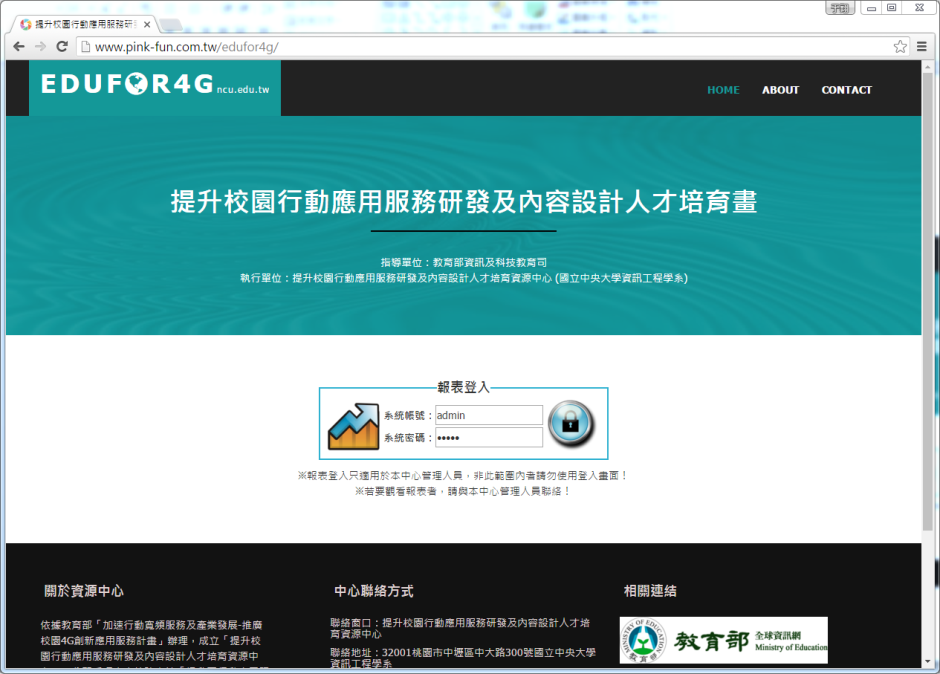 提升校園行動應用服務研
www.pink-fun.com.tw/edufor4g/
EDUFOR4G ncu.edu.tw
HOME ABOUT CONTACT
提升校園行動應用服務研發及內容設計人才培育畫
指導單位：教育部資訊及科技教育司
執行單位：提升校園行動應用服務研發及內容設計人才培育資源中心 (國立中央大學資訊工程學系)
報表登入
系統帳號：admin
系統密碼：•••••
※報表登入只適用於本中心管理人員，非此範圍內者請勿使用登入畫面！
※若要觀看報表者，請與本中心管理人員聯絡！
關於資源中心
依據教育部「加速行動寬頻服務及產業發展-推廣
校園4G創新應用服務計畫」辦理，成立「提升校
園行動應用服務研發及內容設計人才培育資源中
中心聯絡方式
聯絡窗口：提升校園行動應用服務研發及內容設計人才培
育資源中心
聯絡地址：32001桃園市中壢區中大路300號國立中央大學
資訊工程學系
相關連結
MINISTRY OF EDUCATION
教育部
教育部 全球資訊網
Ministry of Education